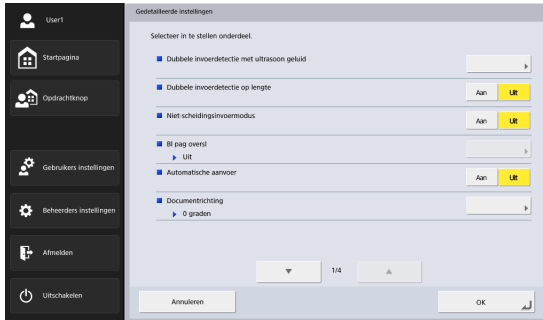 User1
Startpagina
Opdrachtknop
Gebruikers instellingen
Beheerders instellingen
Afmelden
Uitschakelen
Gedetailleerde instellingen
Selecteer in te stellen onderdeel.
Dubbele invoerdetectie met ultrasoon geluid
Dubbele invoerdetectie op lengte
Aan Uit
Niet-scheidingsinvoermodus
Aan Uit
Bl pag oversl
Uit
Automatische aanvoer
Aan Uit
Documentrichting
0 graden
1/4
Annuleren
OK